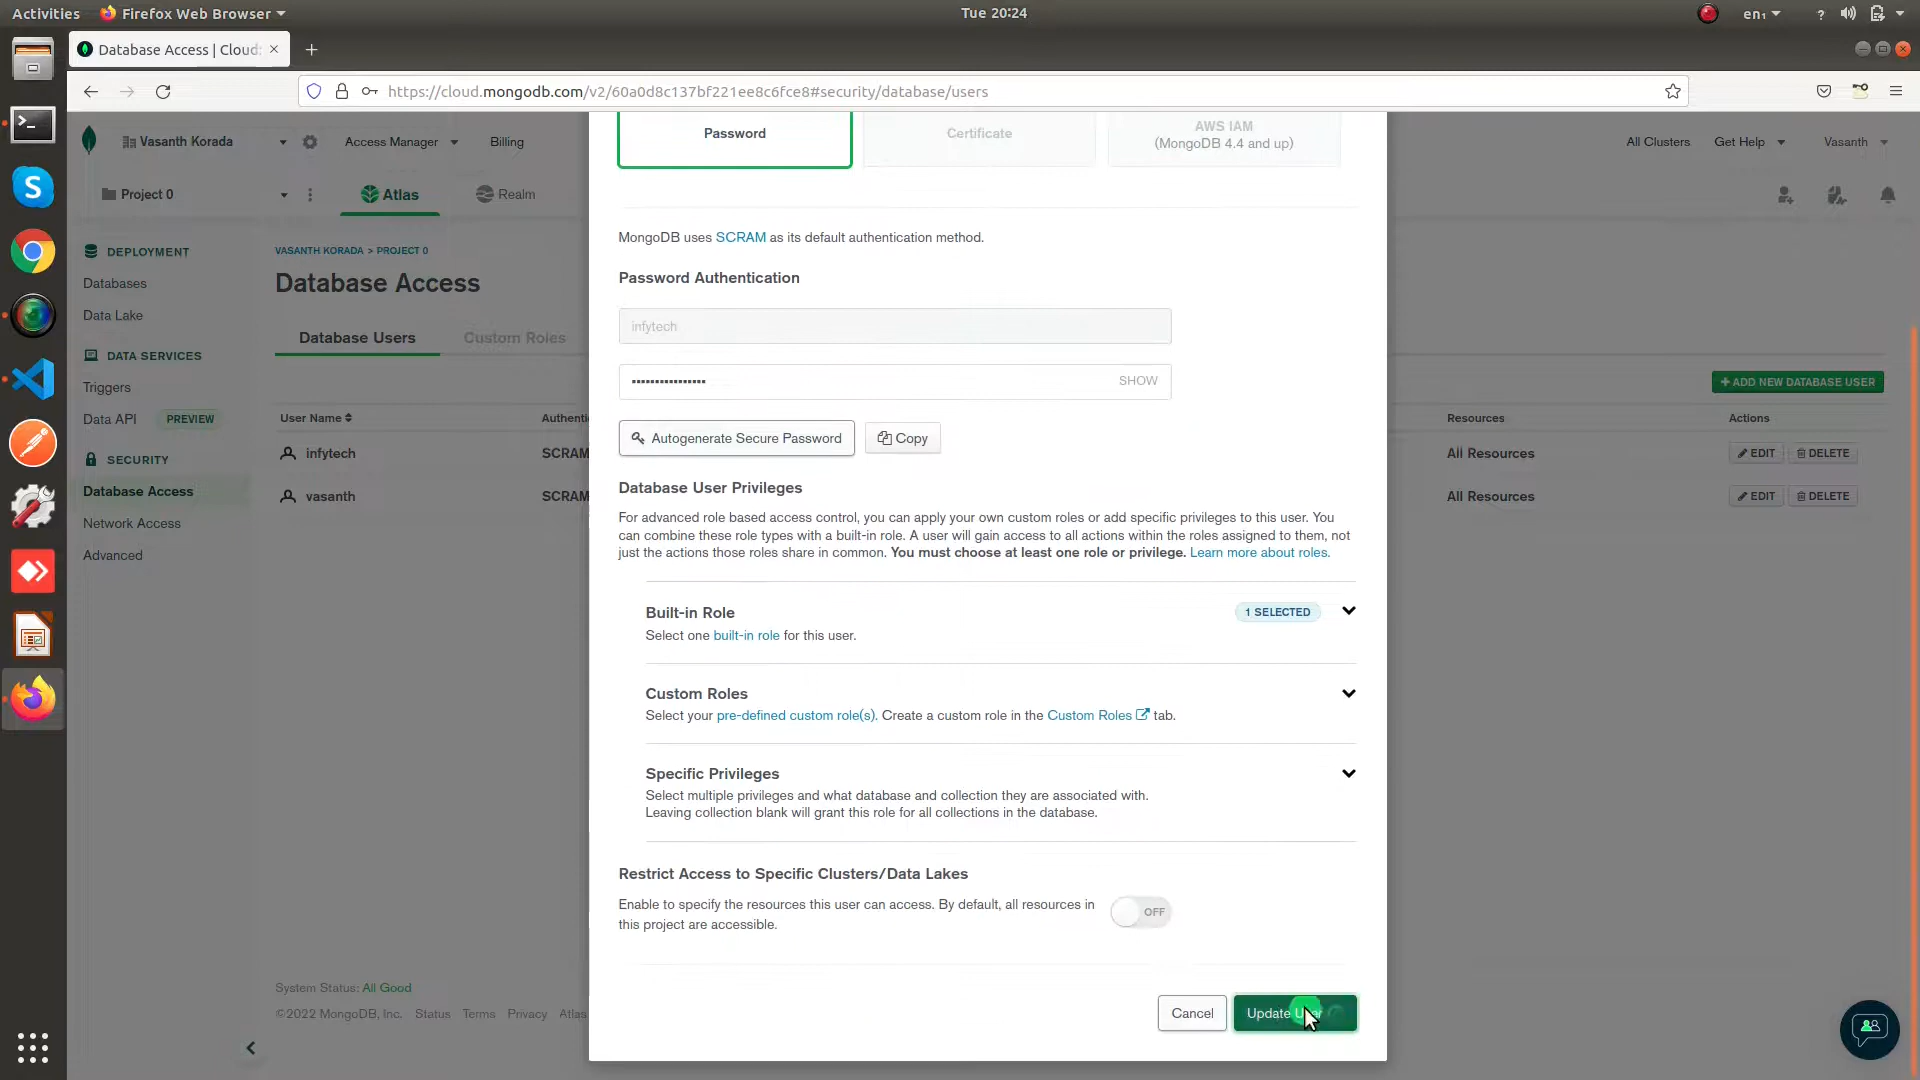 Activities
Firefox Web Browser
Tue 20:24
en₁
?
Database Access | Cloud:
https://cloud.mongodb.com/v2/60a0d8c137bf221ee8c6fce8#security/database/users
Vasanth Korada
Access Manager
Billing
All Clusters
Get Help
Vasanth
Project 0
Atlas
Realm
Password
Certificate
AWS IAM
(MongoDB 4.4 and up)
DEPLOYMENT
Databases
Data Lake
DATA SERVICES
Triggers
Data API
PREVIEW
SECURITY
Database Access
Network Access
Advanced
VASANTH KORADA > PROJECT 0
Database Access
Database Users
Custom Roles
+ ADD NEW DATABASE USER
User Name
Authenti
Resources
Actions
infytech
SCRAM
All Resources
EDIT
DELETE
vasanth
SCRAM
All Resources
EDIT
DELETE
MongoDB uses SCRAM as its default authentication method.
Password Authentication
infytech
SHOW
Autogenerate Secure Password
Copy
Database User Privileges
For advanced role based access control, you can apply your own custom roles or add specific privileges to this user. You
can combine these role types with a built-in role. A user will gain access to all actions within the roles assigned to them, not
just the actions those roles share in common. You must choose at least one role or privilege. Learn more about roles.
Built-in Role
1 SELECTED
Select one built-in role for this user.
Custom Roles
Select your pre-defined custom role(s). Create a custom role in the Custom Roles tab.
Specific Privileges
Select multiple privileges and what database and collection they are associated with.
Leaving collection blank will grant this role for all collections in the database.
Restrict Access to Specific Clusters/Data Lakes
Enable to specify the resources this user can access. By default, all resources in
this project are accessible.
OFF
Cancel
Update User
System Status: All Good
©2022 MongoDB, Inc. Status Terms Privacy Atlas